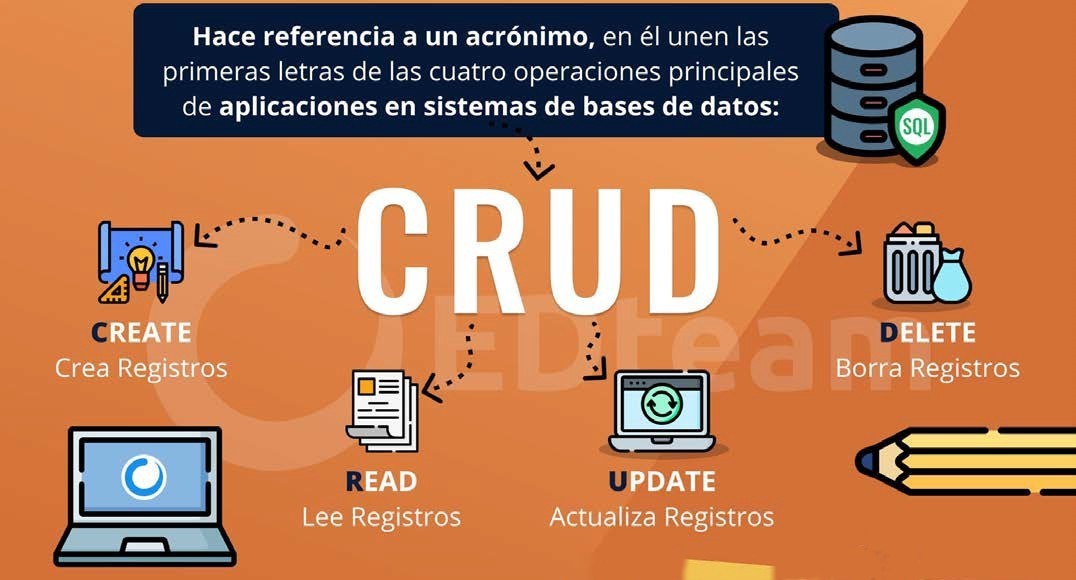 Hace referencia a un acrónimo, en él unen las
primeras letras de las cuatro operaciones principales
de aplicaciones en sistemas de bases de datos:
SQL
CRUD
CREATE
Crea Registros
DELETE
Borra Registros
EDteam
READ
Lee Registros
UPDATE
Actualiza Registros